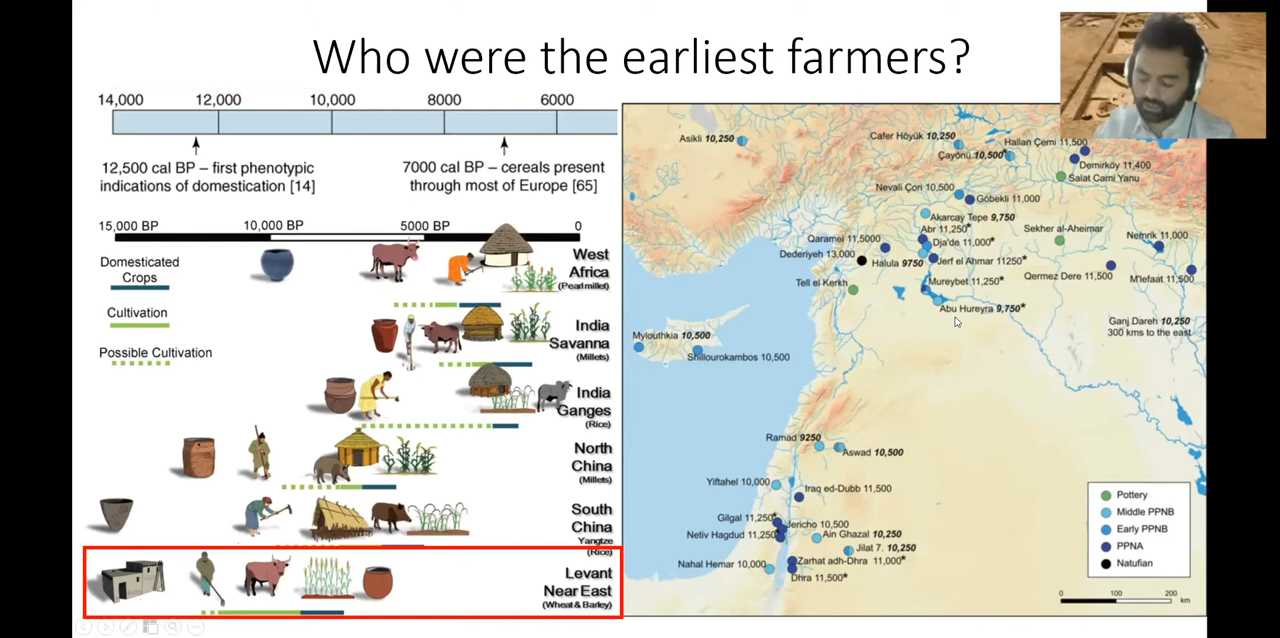 Who were the earliest farmers?
14,000 12,000 10,000 8000 6000
12,500 cal BP – first phenotypic
indications of domestication [14]
7000 cal BP – cereals present
through most of Europe [65]
15,000 BP 10,000 BP 5000 BP 0
Domesticated
Crops
Cultivation
Possible Cultivation
West
Africa
(Pearl millet)
India
Savanna
(Millets)
India
Ganges
(Rice)
North
China
(Millets)
South
China
Yangtze
(Rice)
Levant
Near East
(Wheat & Barley)
Asikli 10,250
Cafer Höyük 10,250
Hallan Çemi 11,500
Çayonü 10,500*
Demirköy 11,400
Salat Cami Yanu
Nevali Çori 10,500
Göbekli 11,000
Akarcay Tepe 9,750
Abr 11,250*
Sekher al-Aheimar
Nemrik 11,000
Qaramel 11,5000
Dja'de 11,000*
Dederiyeh 13,000
Halula 9750
Jerf el Ahmar 11250*
Qermez Dere 11,500
M'lefaat 11,500
Tell el-Kerkh
Mureybet 11,250*
Abu Hureyra 9,750*
Ganj Dareh 10,250
300 kms to the east
Mylouthkia 10,500
Shillourokambos 10,500
Ramad 9250
Aswad 10,500
Yiftahel 10,000
Iraq ed-Dubb 11,500
Gilgal 11,250*
Jericho 10,500
Netiv Hagdud 11,250
Ain Ghazal 10,250
Jilat 7. 10,250
Nahal Hemar 10,000
Zarhat adh-Dhra 11,000*
Dhra 11,500*
Pottery
Middle PPNB
Early PPNB
PPNA
Natufian
0 100 200
km